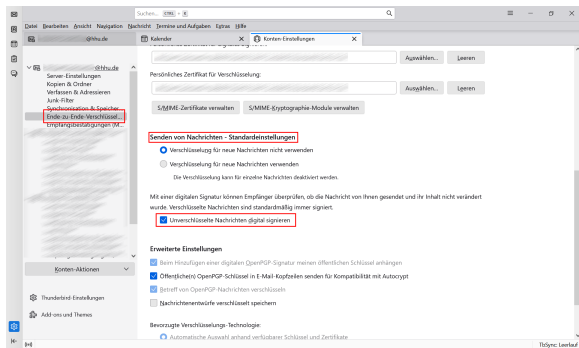 Suchen... STRG + K
Datei Bearbeiten Ansicht Navigation Nachricht Termine und Aufgaben Extras Hilfe
@hhu.de
Kalender
Konten-Einstellungen
@hhu.de
Server-Einstellungen
Kopien & Ordner
Verfassen & Adressieren
Junk-Filter
Synchronisation & Speicher
Ende-zu-Ende-Verschlüssel...
Empfangsbestätigungen (M...
Konten-Aktionen
Thunderbird-Einstellungen
Add-ons und Themes
Auswählen... Leeren
Persönliches Zertifikat für Verschlüsselung:
Auswählen... Leeren
S/MIME-Zertifikate verwalten S/MIME-Kryptographie-Module verwalten
Senden von Nachrichten - Standardeinstellungen
Verschlüsselung für neue Nachrichten nicht verwenden
Verschlüsselung für neue Nachrichten verwenden
Die Verschlüsselung kann für einzelne Nachrichten deaktiviert werden.
Mit einer digitalen Signatur können Empfänger überprüfen, ob die Nachricht von Ihnen gesendet und ihr Inhalt nicht verändert
wurde. Verschlüsselte Nachrichten sind standardmäßig immer signiert.
Unverschlüsselte Nachrichten digital signieren
Erweiterte Einstellungen
Beim Hinzufügen einer digitalen OpenPGP-Signatur meinen öffentlichen Schlüssel anhängen
Öffentliche(n) OpenPGP-Schlüssel in E-Mail-Kopfzeilen senden für Kompatibilität mit Autocrypt
Betreff von OpenPGP-Nachrichten verschlüsseln
Nachrichtenentwürfe verschlüsselt speichern
Bevorzugte Verschlüsselungs-Technologie:
Automatische Auswahl anhand verfügbarer Schlüssel und Zertifikate
TbSync: Leerlauf